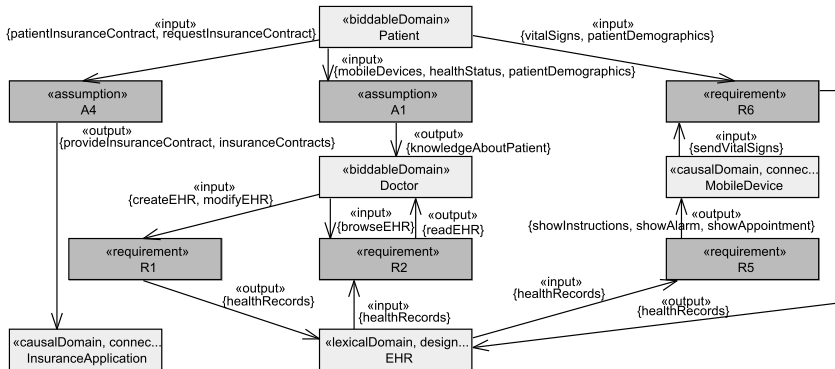 «input»
{patientInsuranceContract, requestInsuranceContract}
«biddableDomain»
Patient
«input»
{vitalSigns, patientDemographics}
«input»
{mobileDevices, healthStatus, patientDemographics}
«assumption»
A4
«assumption»
A1
«requirement»
R6
«output»
{provideInsuranceContract, insuranceContracts}
«output»
{knowledgeAboutPatient}
«input»
{sendVitalSigns}
«biddableDomain»
Doctor
«causalDomain, connec...
MobileDevice
«input»
{createEHR, modifyEHR}
«input»
{browseEHR}
«output»
{readEHR}
«output»
{showInstructions, showAlarm, showAppointment}
«requirement»
R1
«requirement»
R2
«requirement»
R5
«output»
{healthRecords}
«input»
{healthRecords}
«input»
{healthRecords}
«output»
{healthRecords}
«causalDomain, connec...
InsuranceApplication
«lexicalDomain, design...
EHR